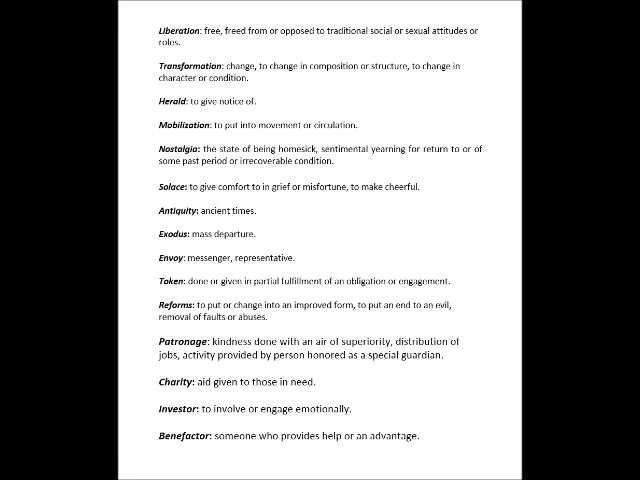 Liberation: free, freed from or opposed to traditional social or sexual attitudes or
roles.
Transformation: change, to change in composition or structure, to change in
character or condition.
Herald: to give notice of.
Mobilization: to put into movement or circulation.
Nostalgia: the state of being homesick, sentimental yearning for return to or of
some past period or irrecoverable condition.
Solace: to give comfort to in grief or misfortune, to make cheerful.
Antiquity: ancient times.
Exodus: mass departure.
Envoy: messenger, representative.
Token: done or given in partial fulfillment of an obligation or engagement.
Reforms: to put or change into an improved form, to put an end to an evil,
removal of faults or abuses.
Patronage: kindness done with an air of superiority, distribution of
jobs, activity provided by person honored as a special guardian.
Charity: aid given to those in need.
Investor: to involve or engage emotionally.
Benefactor: someone who provides help or an advantage.